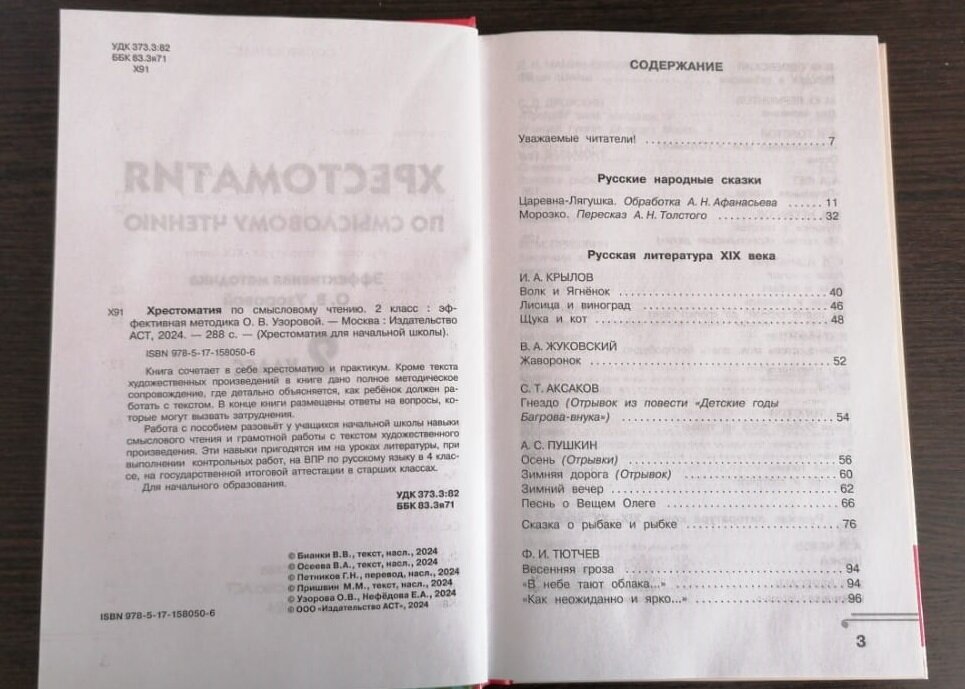 УДК 373.3:82
ББК 83.3я71
Х91
Х91
Хрестоматия по смысловому чтению. 2 класс : эф-
фективная методика О. В. Узоровой. — Москва : Издательство
АСТ, 2024. — 288 с. — (Хрестоматия для начальной школы).
ISBN 978-5-17-158050-6
Книга сочетает в себе хрестоматию и практикум. Кроме текста
художественных произведений в книге дано полное методическое
сопровождение, где детально объясняется, как ребёнок должен ра-
ботать с текстом. В конце книги размещены ответы на вопросы, ко-
торые могут вызвать затруднения.
Работа с пособием разовьёт у учащихся начальной школы навыки
смыслового чтения и грамотной работы с текстом художественного
произведения. Эти навыки пригодятся им на уроках литературы, при
выполнении контрольных работ, на ВПР по русскому языку в 4 клас-
се, на государственной итоговой аттестации в старших классах.
Для начального образования.
УДК 373.3:82
ББК 83.3я71
© Бианки В.В., текст, насл., 2024
© Осеева В.А., текст, насл., 2024
© Петников Г.Н., перевод, насл., 2024
© Пришвин М.М., текст, насл., 2024
© Узорова О.В., Нефёдова Е.А., 2024
© ООО «Издательство АСТ», 2024
ISBN 978-5-17-158050-6
СОДЕРЖАНИЕ
Уважаемые читатели! .......................... 7
Русские народные сказки
Царевна-Лягушка. Обработка А. Н. Афанасьева ...... 11
Морозко. Пересказ А. Н. Толстого ................ 32
Русская литература XIX века
И. А. КРЫЛОВ
Волк и Ягнёнок .............................. 40
Лисица и виноград ............................ 46
Щука и кот .................................. 48
В. А. ЖУКОВСКИЙ
Жаворонок .................................. 52
С. Т. АКСАКОВ
Гнездо (Отрывок из повести «Детские годы
Багрова-внука») .............................. 54
А. С. ПУШКИН
Осень (Отрывки) .............................. 56
Зимняя дорога (Отрывок) ...................... 60
Зимний вечер ................................ 62
Песнь о Вещем Олеге .......................... 66
Сказка о рыбаке и рыбке ...................... 76
Ф. И. ТЮТЧЕВ
Весенняя гроза .............................. 94
«В небе тают облака...» ........................ 94
«Как неожиданно и ярко...» .................... 96
3